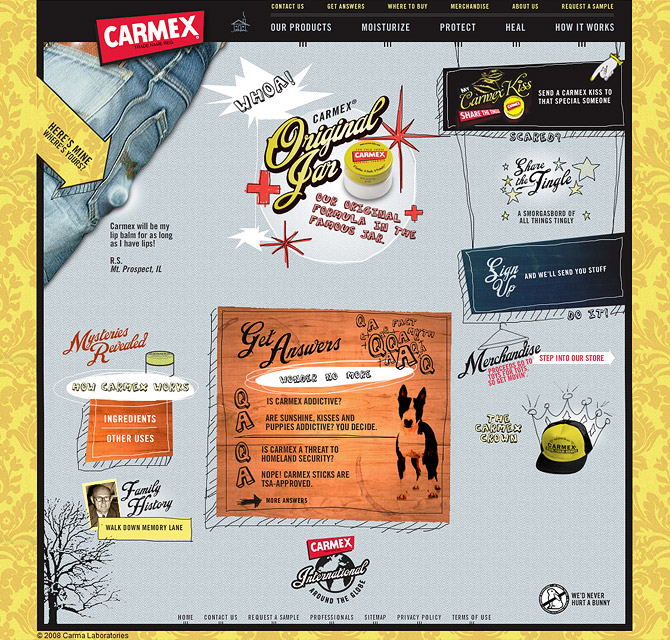 CONTACT US GET ANSWERS WHERE TO BUY MERCHANDISE ABOUT US REQUEST A SAMPLE
CARMEX
TRADE NAME REG.
OUR PRODUCTS MOISTURIZE PROTECT HEAL HOW IT WORKS
HERE'S MINE
WHERE'S YOURS?
WHOA!
CARMEX®
Original
Jar
CARMEX
OUR ORIGINAL
FORMULA IN THE
FAMOUS JAR.
MY
Carmex Kiss
SHARE THE TINGLE
SEND A CARMEX KISS TO
THAT SPECIAL SOMEONE
SCARED?
Share
the Tingle
A SMORGASBORD OF
ALL THINGS TINGLY
Sign
Up
AND WE'LL SEND YOU STUFF
DO IT!
Carmex will be my
lip balm for as long
as I have lips!
R.S.
Mt. Prospect, IL
Mysteries
Revealed
HOW CARMEX WORKS
INGREDIENTS
OTHER USES
Get Answers
Q A FACT
MYTH
WONDER NO MORE
Q
IS CARMEX ADDICTIVE?
A
ARE SUNSHINE, KISSES AND
PUPPIES ADDICTIVE? YOU DECIDE.
Q
IS CARMEX A THREAT TO
HOMELAND SECURITY?
A
NOPE! CARMEX STICKS ARE
TSA-APPROVED.
MORE ANSWERS
Merchandise
STEP INTO OUR STORE
PROCEEDS GO TO
TOYS FOR TOTS,
SO GET MOVIN'.
THE
CARMEX
CROWN
Family
History
WALK DOWN MEMORY LANE
CARMEX
International
AROUND THE GLOBE
WE'D NEVER
HURT A BUNNY
HOME CONTACT US REQUEST A SAMPLE PROFESSIONALS SITEMAP PRIVACY POLICY TERMS OF USE
© 2008 Carma Laboratories